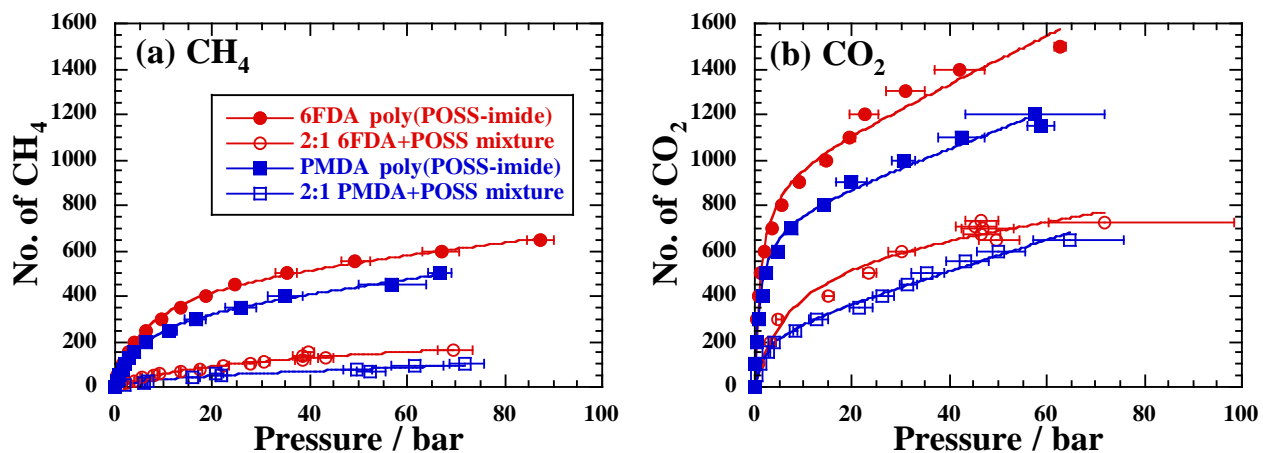 (a) CH4
No. of CH4
1600
1400
1200
1000
800
600
400
200
0
6FDA poly(POSS-imide)
2:1 6FDA+POSS mixture
PMDA poly(POSS-imide)
2:1 PMDA+POSS mixture
0 20 40 60 80 100
Pressure / bar
(b) CO2
No. of CO2
1600
1400
1200
1000
800
600
400
200
0
0 20 40 60 80 100
Pressure / bar